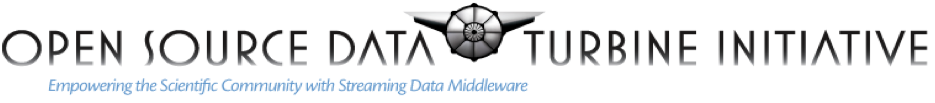 OPEN SOURCE DATA TURBINE INITIATIVE
Empowering the Scientific Community with Streaming Data Middleware